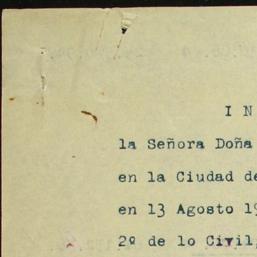 I N
la Señora Doña
en la Ciudad de
en 13 Agosto 19
2º de lo Civil,